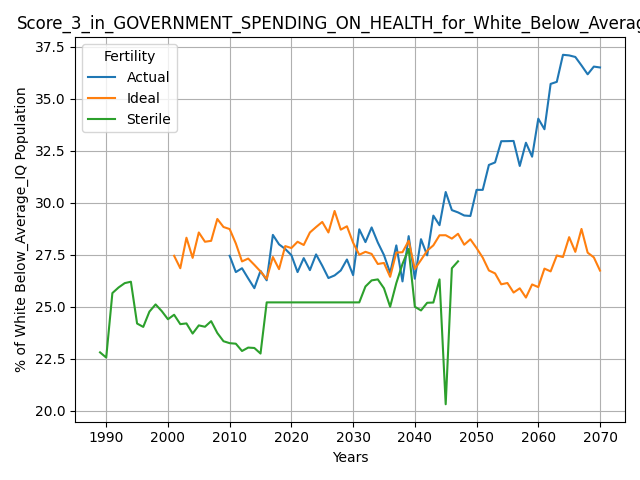 Score_3_in_GOVERNMENT_SPENDING_ON_HEALTH_for_White_Below_Averag
37.5
35.0
32.5
30.0
27.5
25.0
22.5
20.0
% of White Below_Average_IQ Population
Fertility
Actual
Ideal
Sterile
1990 2000 2010 2020 2030 2040 2050 2060 2070
Years